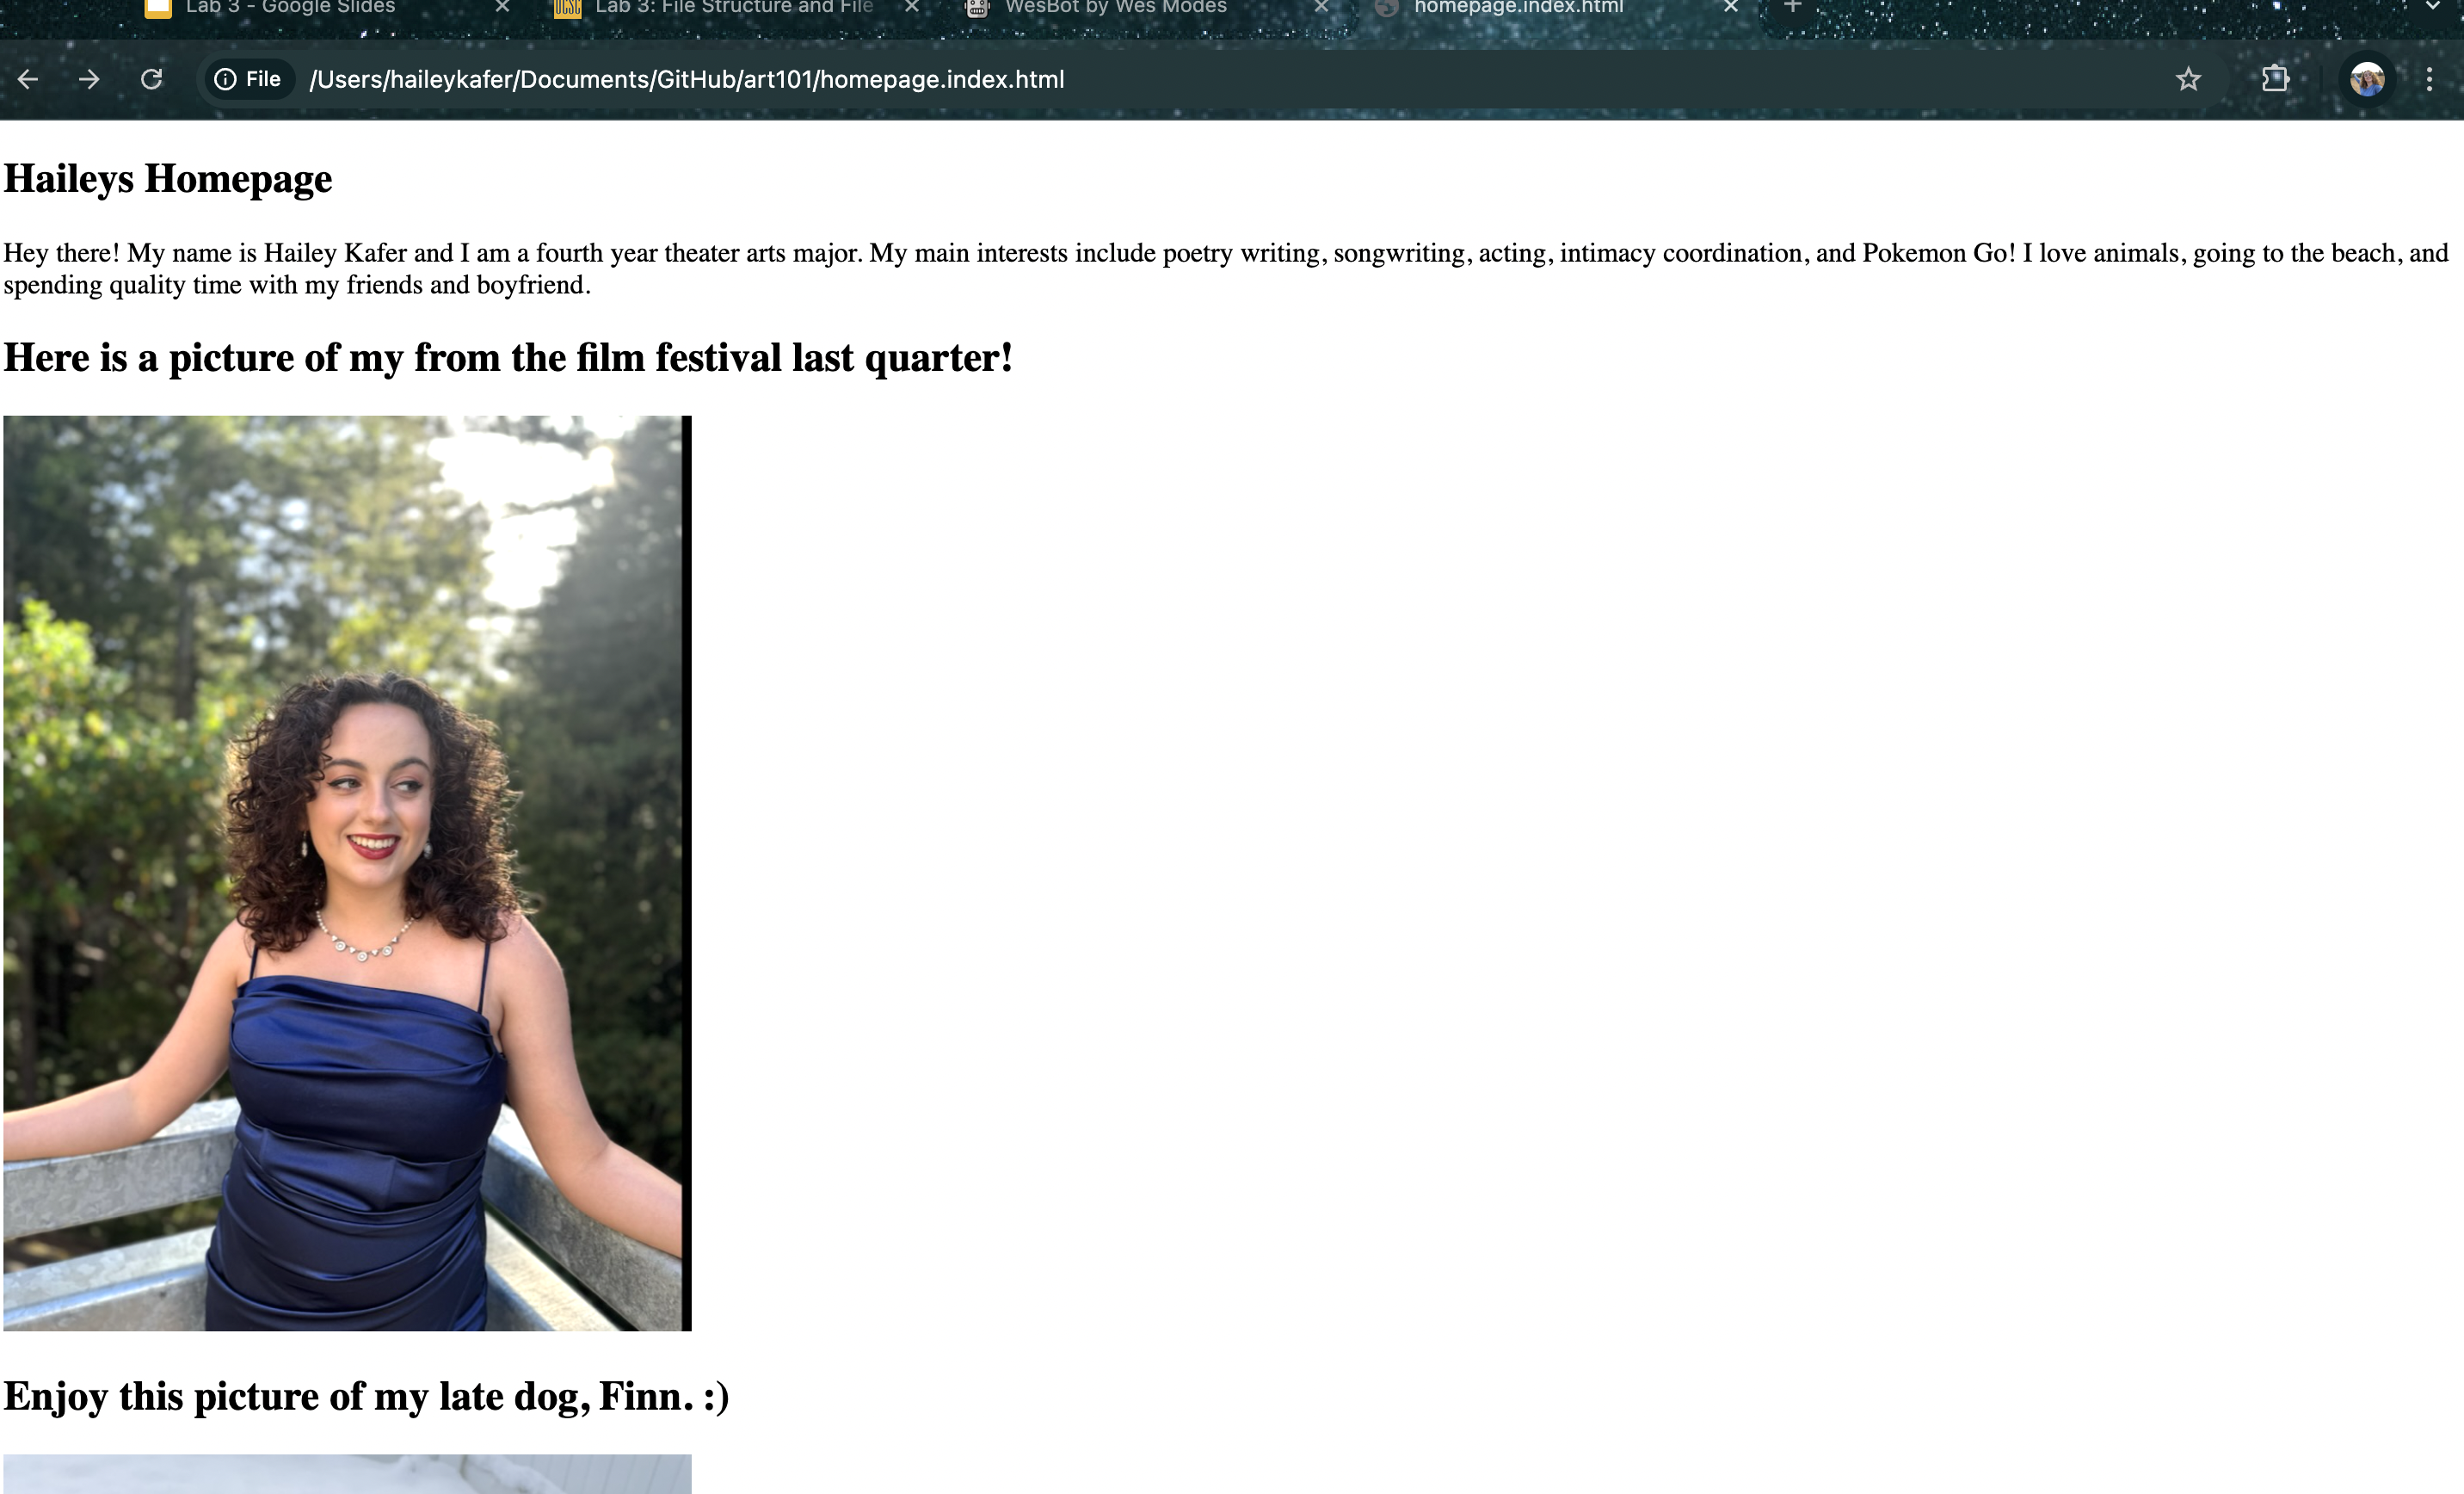 Lab 3 - Google Slides
UCSC Lab 3: File Structure and File
WesBot by Wes Modes
homepage.index.html
File /Users/haileykafer/Documents/GitHub/art101/homepage.index.html
Haileys Homepage
Hey there! My name is Hailey Kafer and I am a fourth year theater arts major. My main interests include poetry writing, songwriting, acting, intimacy coordination, and Pokemon Go! I love animals, going to the beach, and
spending quality time with my friends and boyfriend.
Here is a picture of my from the film festival last quarter!
Enjoy this picture of my late dog, Finn. :)